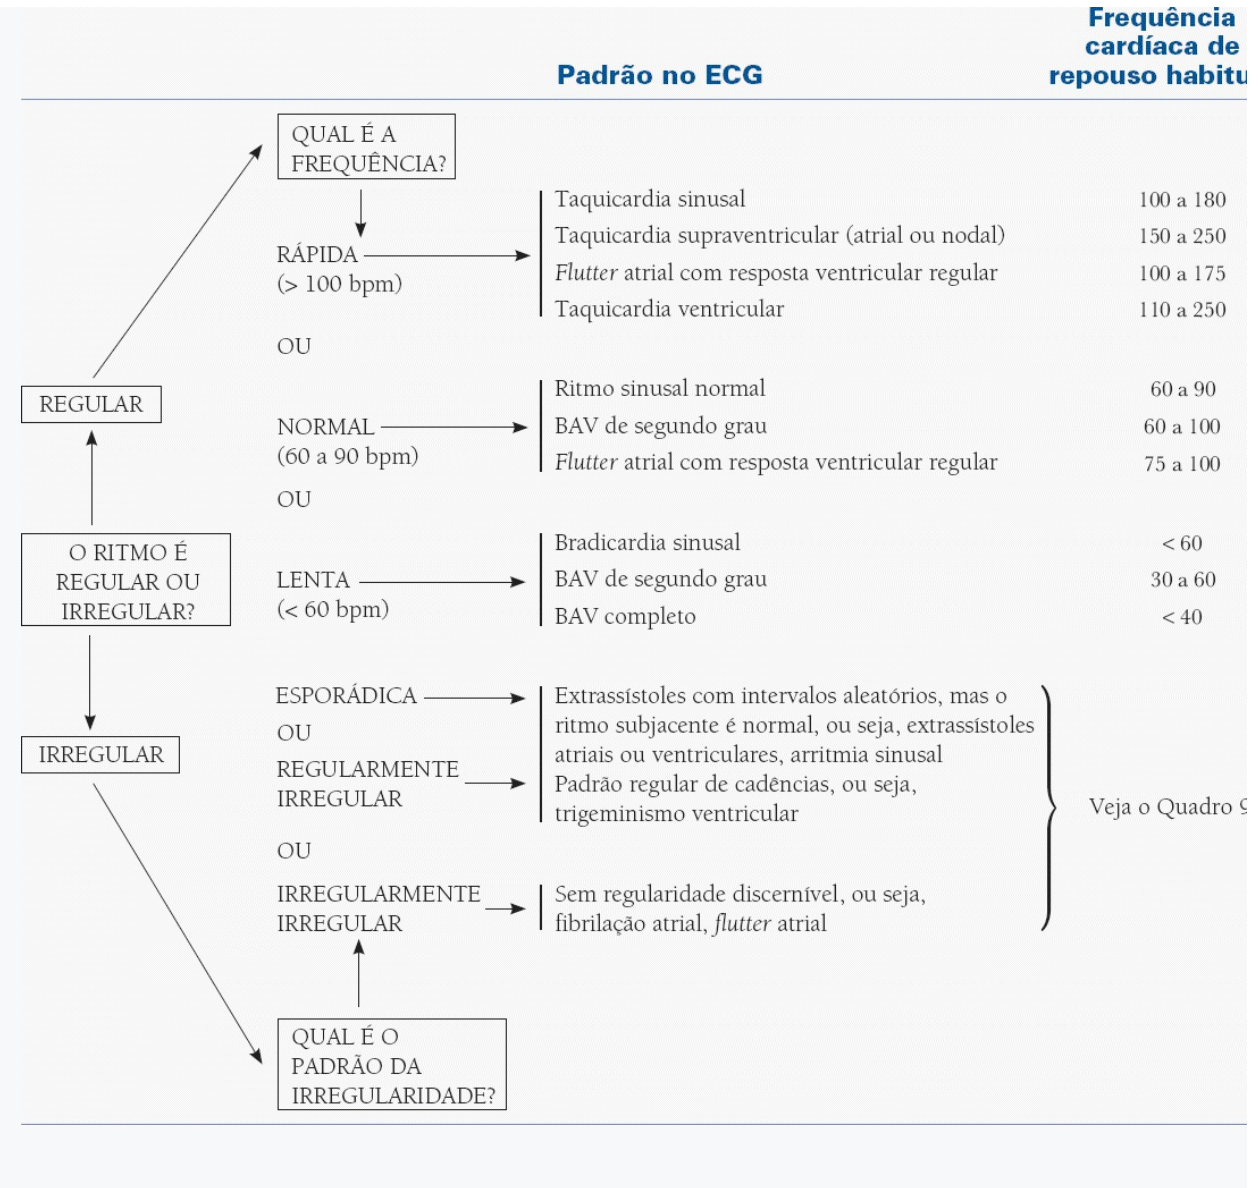 Frequência
cardíaca de
Padrão no ECG
repouso habitu
QUAL É A
FREQUÊNCIA?
RÁPIDA
(> 100 bpm)
Taquicardia sinusal 100 a 180
Taquicardia supraventricular (atrial ou nodal) 150 a 250
Flutter atrial com resposta ventricular regular 100 a 175
Taquicardia ventricular 110 a 250
OU
REGULAR
NORMAL
(60 a 90 bpm)
Ritmo sinusal normal 60 a 90
BAV de segundo grau 60 a 100
Flutter atrial com resposta ventricular regular 75 a 100
OU
O RITMO É
REGULAR OU
IRREGULAR?
LENTA
(< 60 bpm)
Bradicardia sinusal < 60
BAV de segundo grau 30 a 60
BAV completo < 40
IRREGULAR
ESPORÁDICA
Extrassístoles com intervalos aleatórios, mas o
ritmo subjacente é normal, ou seja, extrassístoles
atriais ou ventriculares, arritmia sinusal
OU
REGULARMENTE
IRREGULAR
Padrão regular de cadências, ou seja,
trigeminismo ventricular
Veja o Quadro 9
OU
IRREGULARMENTE
IRREGULAR
Sem regularidade discernível, ou seja,
fibrilação atrial, flutter atrial
QUAL É O
PADRÃO DA
IRREGULARIDADE?